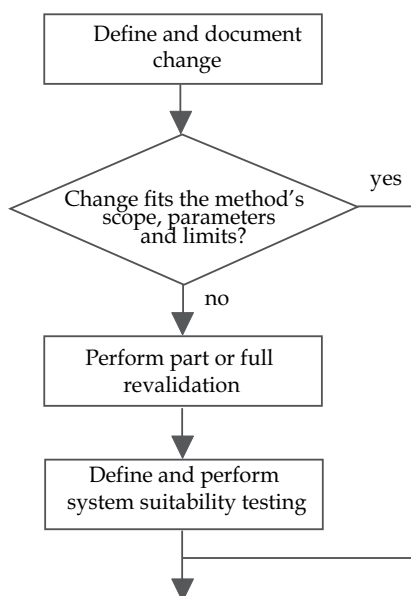 Define and document
change
Change fits the method's
scope, parameters
and limits?
yes
no
Perform part or full
revalidation
Define and perform
system suitability testing